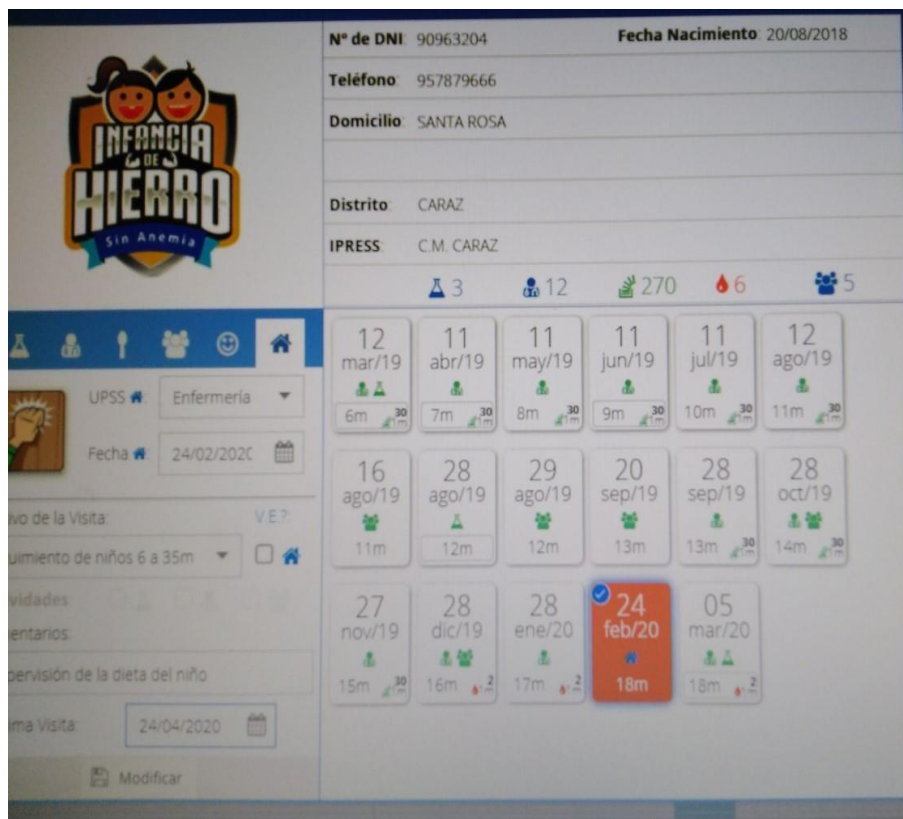 Nº de DNI: 90963204 Fecha Nacimiento: 20/08/2018
Teléfono: 957879666
Domicilio: SANTA ROSA
Distrito: CARAZ
IPRESS: C.M. CARAZ
INFANCIA
DE
HIERRO
Sin Anemia
3 12 270 6 5
UPSS: Enfermería
Fecha: 24/02/2020
ivo de la Visita: V.E.?:
uimiento de niños 6 a 35m
vidades
entarios:
pervisión de la dieta del niño
ima Visita: 24/04/2020
Modificar
12 11 11 11 11 12
mar/19 abr/19 may/19 jun/19 jul/19 ago/19
6m 30 7m 30 8m 30 9m 30 10m 30 11m 30
16 28 29 20 28 28
ago/19 ago/19 ago/19 sep/19 sep/19 oct/19
11m 12m 12m 13m 13m 30 14m 30
27 28 28 24 05
nov/19 dic/19 ene/20 feb/20 mar/20
15m 30 16m 2 17m 2 18m 18m 2